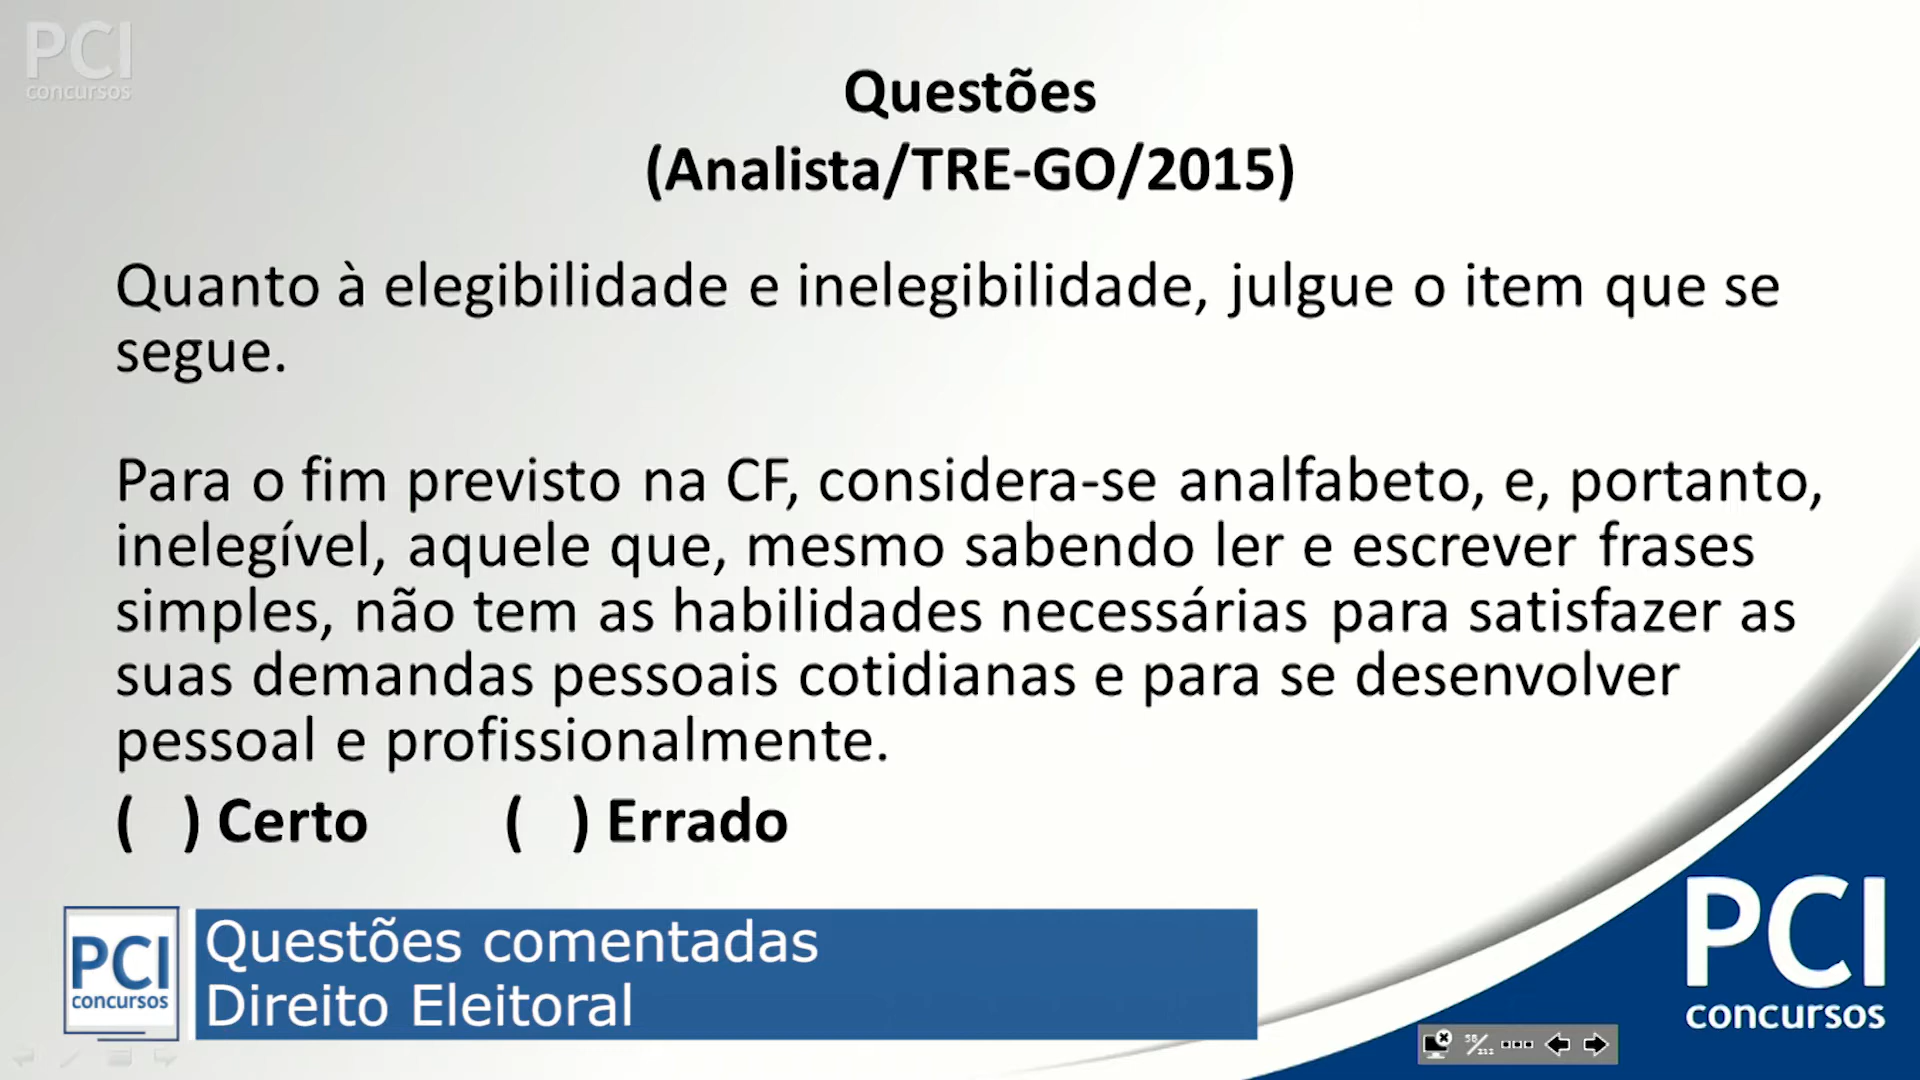 PCI
concursos
Questões
(Analista/TRE-GO/2015)
Quanto à elegibilidade e inelegibilidade, julgue o item que se
segue.
Para o fim previsto na CF, considera-se analfabeto, e, portanto,
inelegível, aquele que, mesmo sabendo ler e escrever frases
simples, não tem as habilidades necessárias para satisfazer as
suas demandas pessoais cotidianas e para se desenvolver
pessoal e profissionalmente.
( ) Certo ( ) Errado
PCI
concursos
Questões comentadas
Direito Eleitoral
PCI
concursos